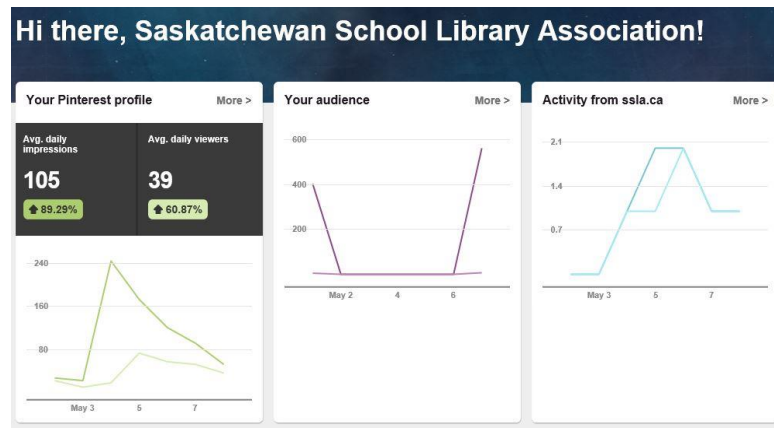 Hi there, Saskatchewan School Library Association!
Your Pinterest profile More >
Avg. daily impressions
105
89.29%
Avg. daily viewers
39
60.87%
240
160
80
May 3 5 7
Your audience More >
600
400
200
May 2 4 6
Activity from ssla.ca More >
2.1
1.4
0.7
May 3 5 7